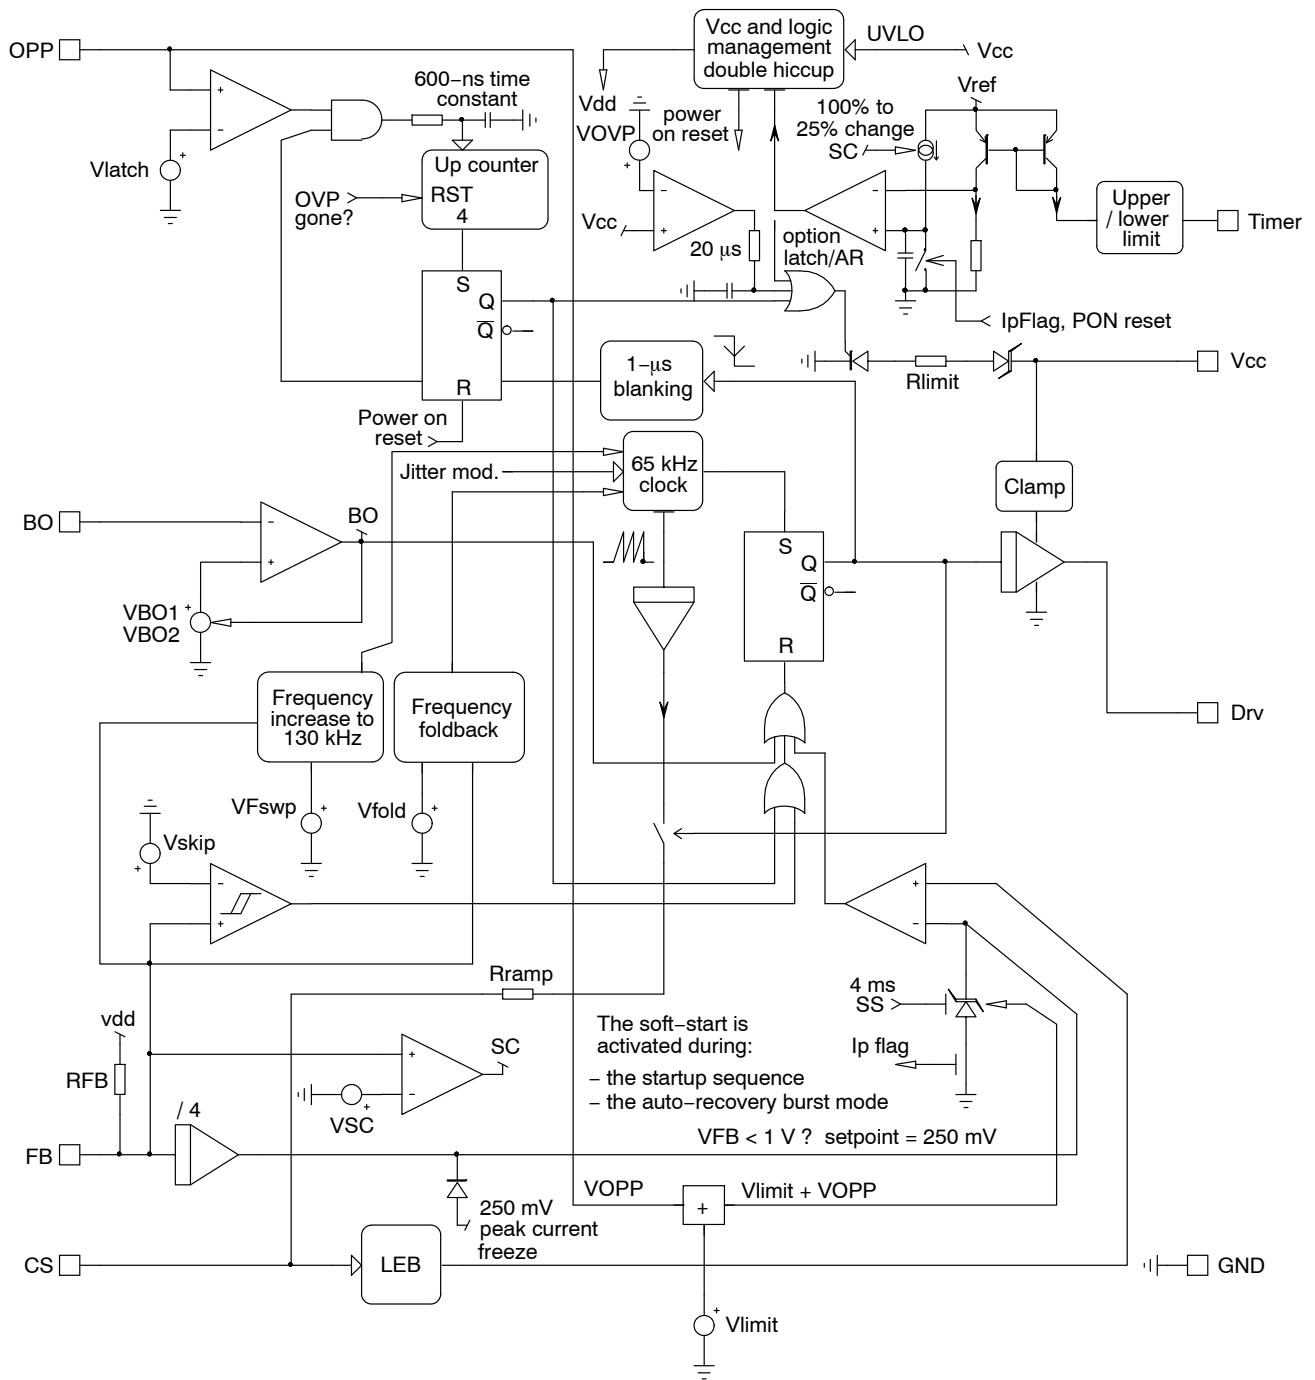 OPP
Vcc and logic
management
double hiccup
UVLO
Vcc
600−ns time
constant
Vdd
VOVP
power
on reset
100% to
25% change
SC
Vref
+
−
Vlatch
+
Up counter
RST
4
OVP
gone?
+
−
+
Vcc
20 μs
option
latch/AR
−
+
Upper
/ lower
limit
Timer
S
Q
Q
R
Power on
reset
IpFlag, PON reset
1−μs
blanking
Rlimit
Vcc
Jitter mod.
65 kHz
clock
Clamp
BO
−
+
BO
VBO1
VBO2
+
S
Q
Q
R
Frequency
increase to
130 kHz
Frequency
foldback
Drv
VFswp
+
Vfold
+
Vskip
+
−
+
+
−
Rramp
4 ms
SS
vdd
RFB
+
−
SC
VSC
+
The soft−start is
activated during:
− the startup sequence
− the auto−recovery burst mode
Ip flag
/ 4
FB
VFB < 1 V ? setpoint = 250 mV
VOPP
+
Vlimit + VOPP
250 mV
peak current
freeze
CS
LEB
GND
+
Vlimit